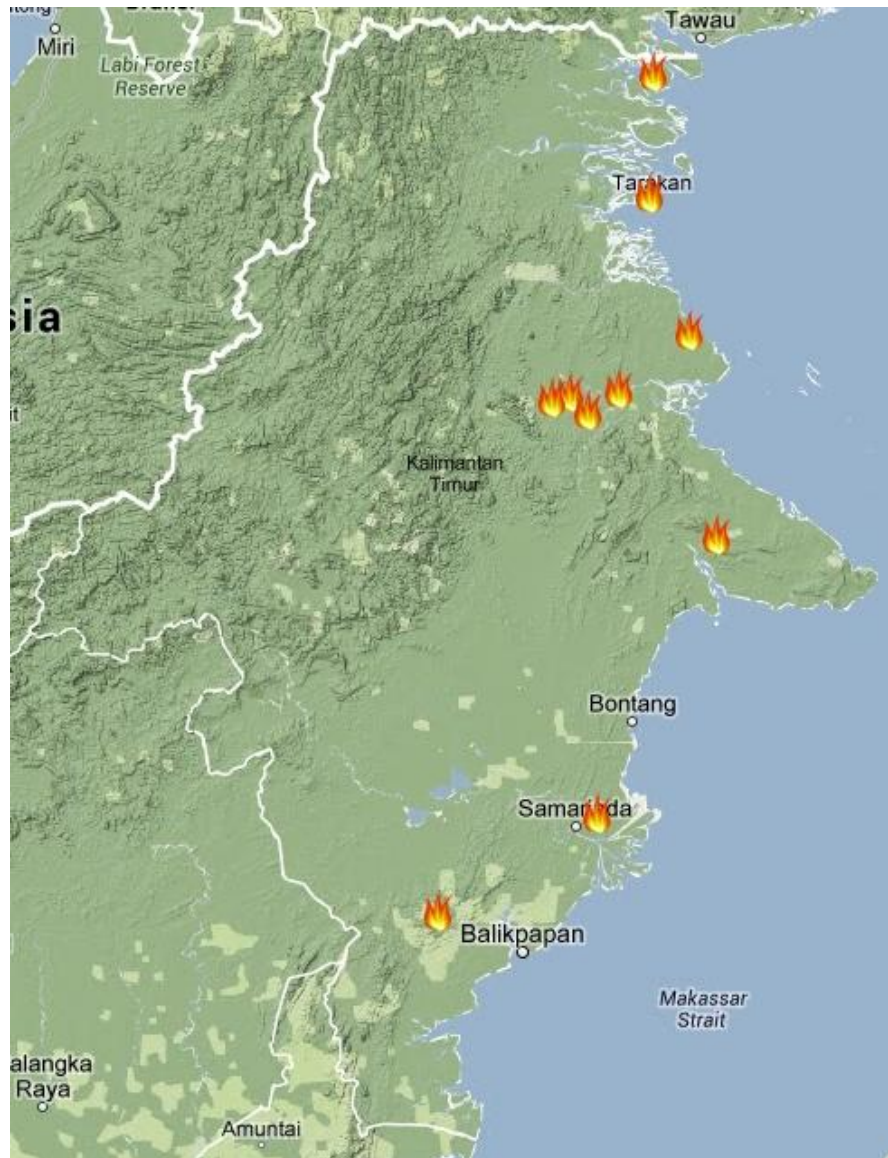 Tawau
Miri
Labi Forest
Reserve
Tarakan
sia
Kalimantan
Timur
Bontang
Samarinda
Balikpapan
Makassar
Strait
alangka
Raya
Amuntai